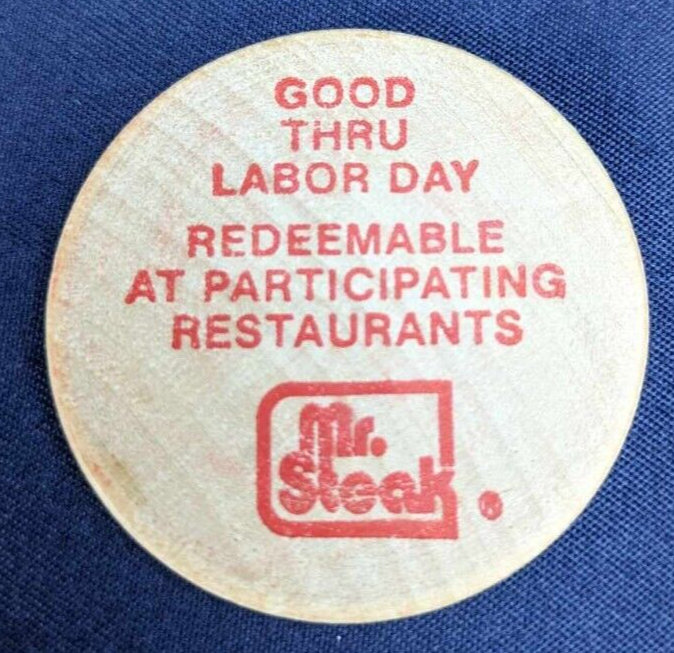 GOOD
THRU
LABOR DAY
REDEEMABLE
AT PARTICIPATING
RESTAURANTS
Mr.
Steak ®